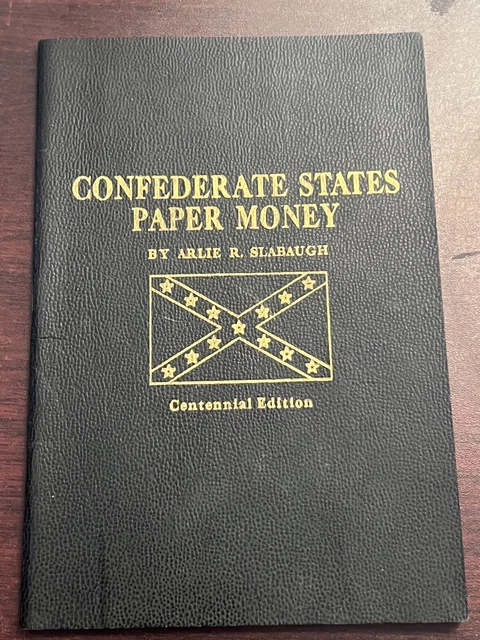 CONFEDERATE STATES
PAPER MONEY
BY ARLIE R. SLABAUGH
Centennial Edition